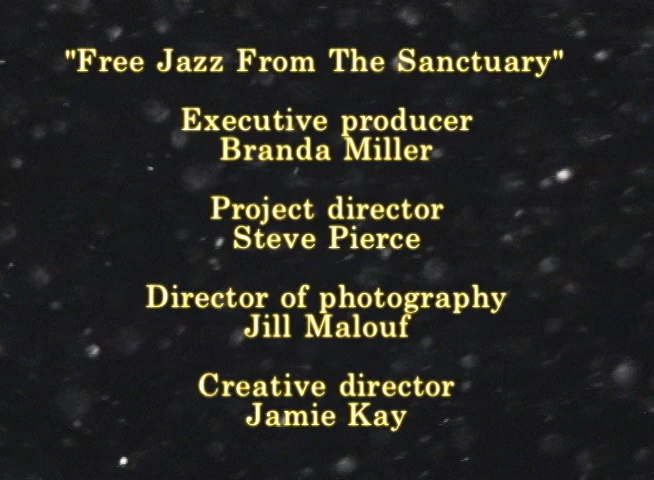 "Free Jazz From The Sanctuary"
Executive producer
Branda Miller
Project director
Steve Pierce
Director of photography
Jill Malouf
Creative director
Jamie Kay